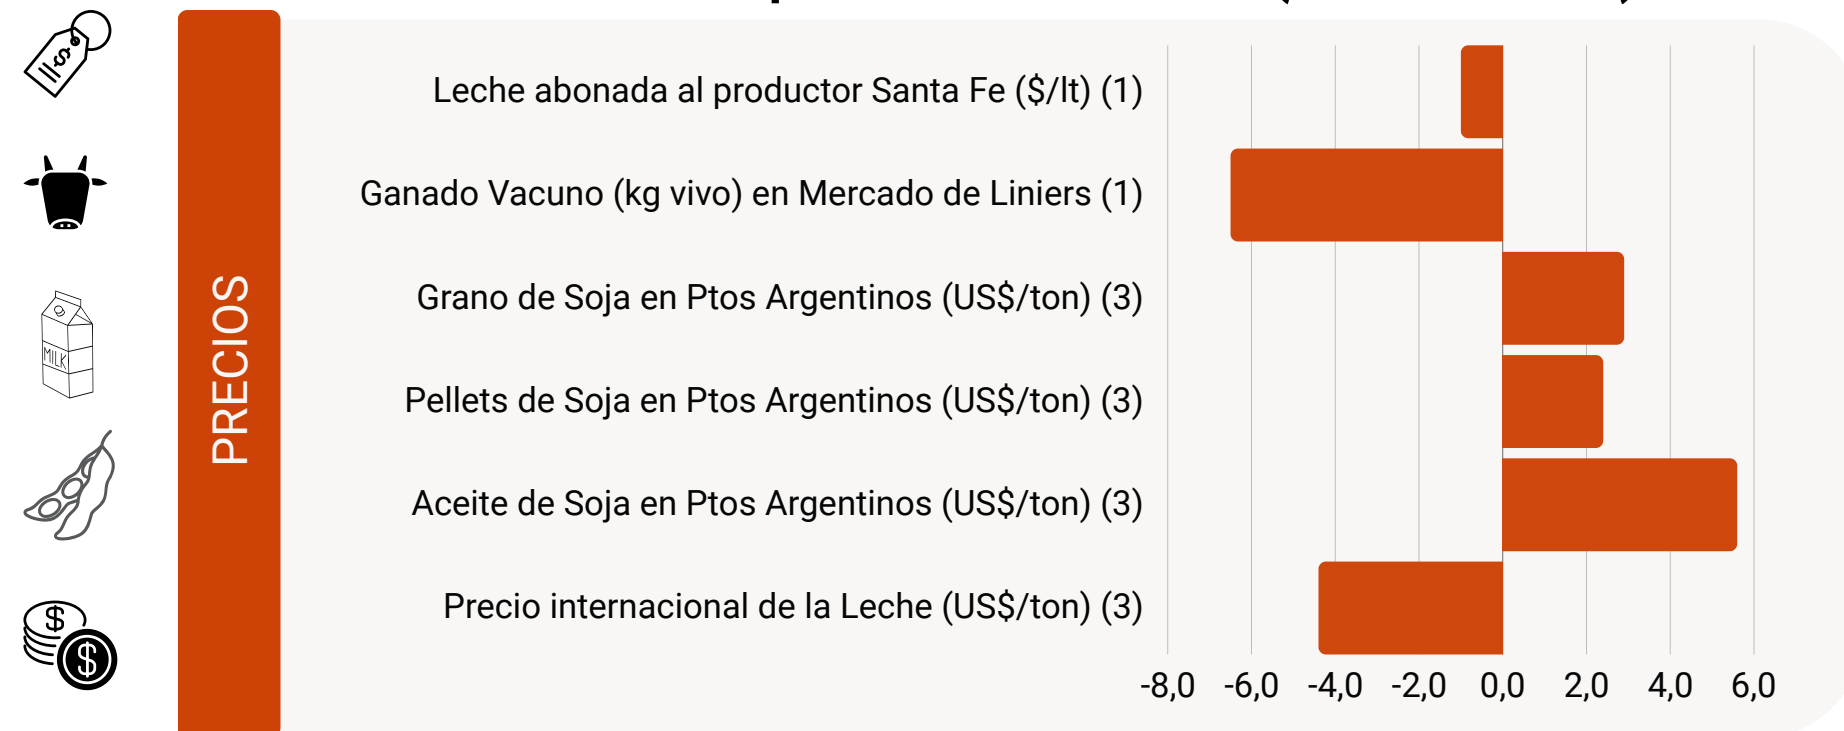 Leche abonada al productor Santa Fe ($/lt) (1)
Ganado Vacuno (kg vivo) en Mercado de Liniers (1)
Grano de Soja en Ptos Argentinos (US$/ton) (3)
Pellets de Soja en Ptos Argentinos (US$/ton) (3)
Aceite de Soja en Ptos Argentinos (US$/ton) (3)
Precio internacional de la Leche (US$/ton) (3)
-8,0 -6,0 -4,0 -2,0 0,0 2,0 4,0 6,0
PRECIOS
$
MILK
$
$